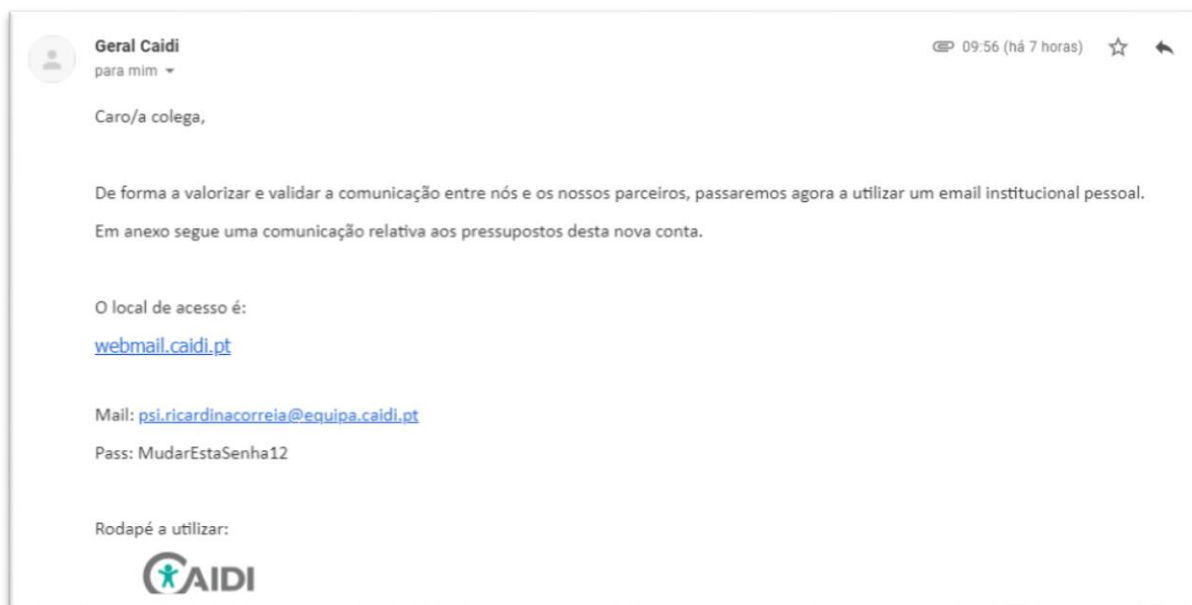 Geral Caidi
09:56 (há 7 horas)
para mim
Caro/a colega,
De forma a valorizar e validar a comunicação entre nós e os nossos parceiros, passaremos agora a utilizar um email institucional pessoal.
Em anexo segue uma comunicação relativa aos pressupostos desta nova conta.
O local de acesso é:
webmail.caidi.pt
Mail: psi.ricardinacorreia@equipa.caidi.pt
Pass: MudarEstaSenha12
Rodapé a utilizar:
CAIDI